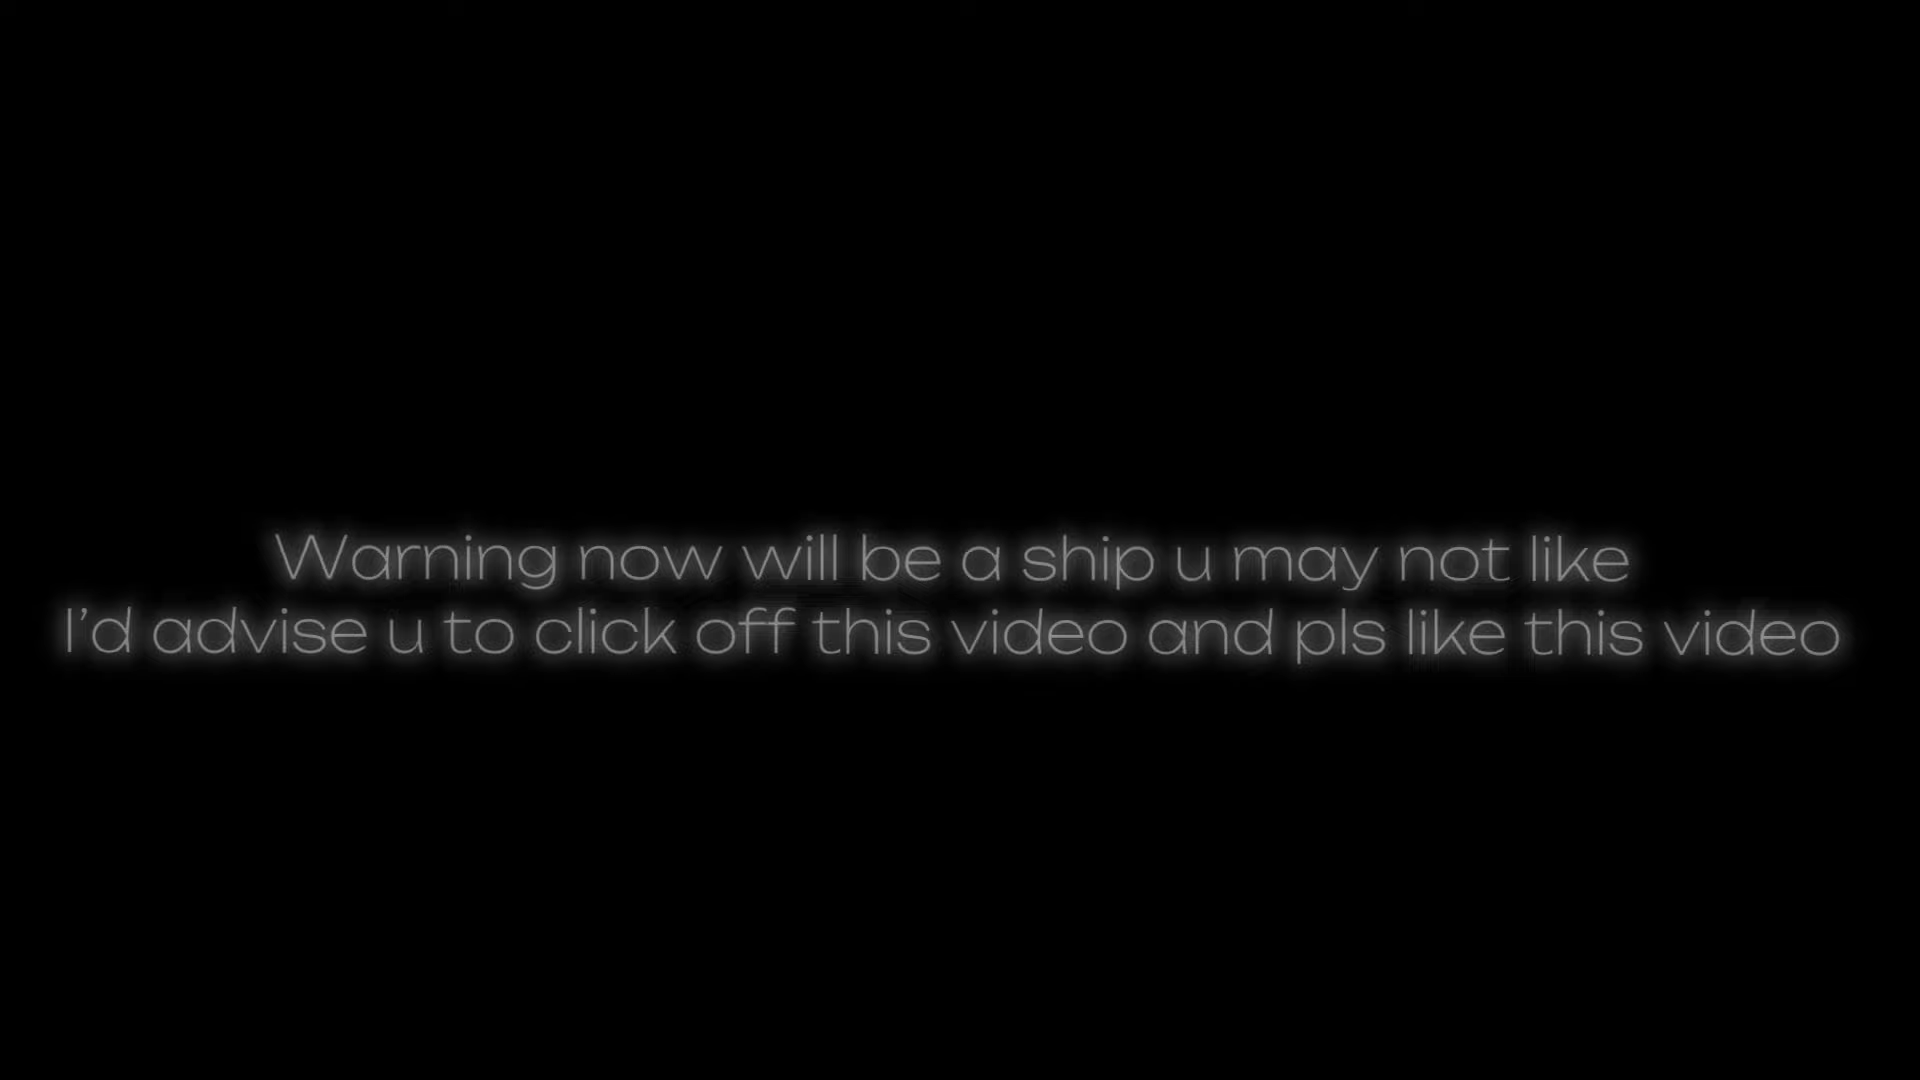 Warning now will be a ship u may not like
I'd advise u to click off this video and pls like this video